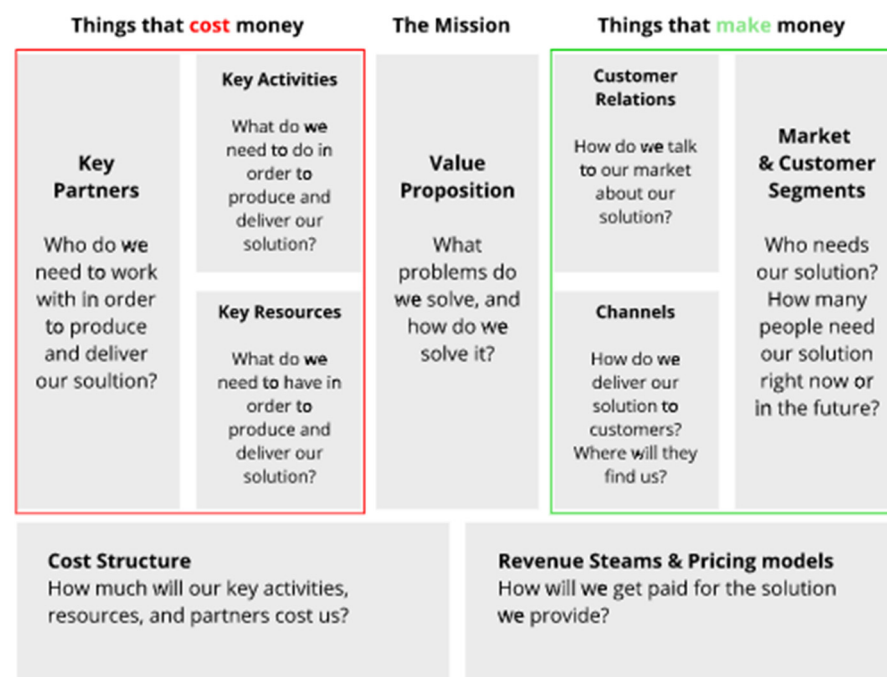 Things that cost money
The Mission
Things that make money
Key
Partners
Who do we
need to work
with in order
to produce
and deliver
our soultion?
Key Activities
What do we
need to do in
order to
produce and
deliver our
solution?
Key Resources
What do we
need to have in
order to
produce and
deliver our
solution?
Value
Proposition
What
problems do
we solve, and
how do we
solve it?
Customer
Relations
How do we talk
to our market
about our
solution?
Channels
How do we
deliver our
solution to
customers?
Where will they
find us?
Market
& Customer
Segments
Who needs
our solution?
How many
people need
our solution
right now or
in the future?
Cost Structure
How much will our key activities,
resources, and partners cost us?
Revenue Steams & Pricing models
How will we get paid for the solution
we provide?